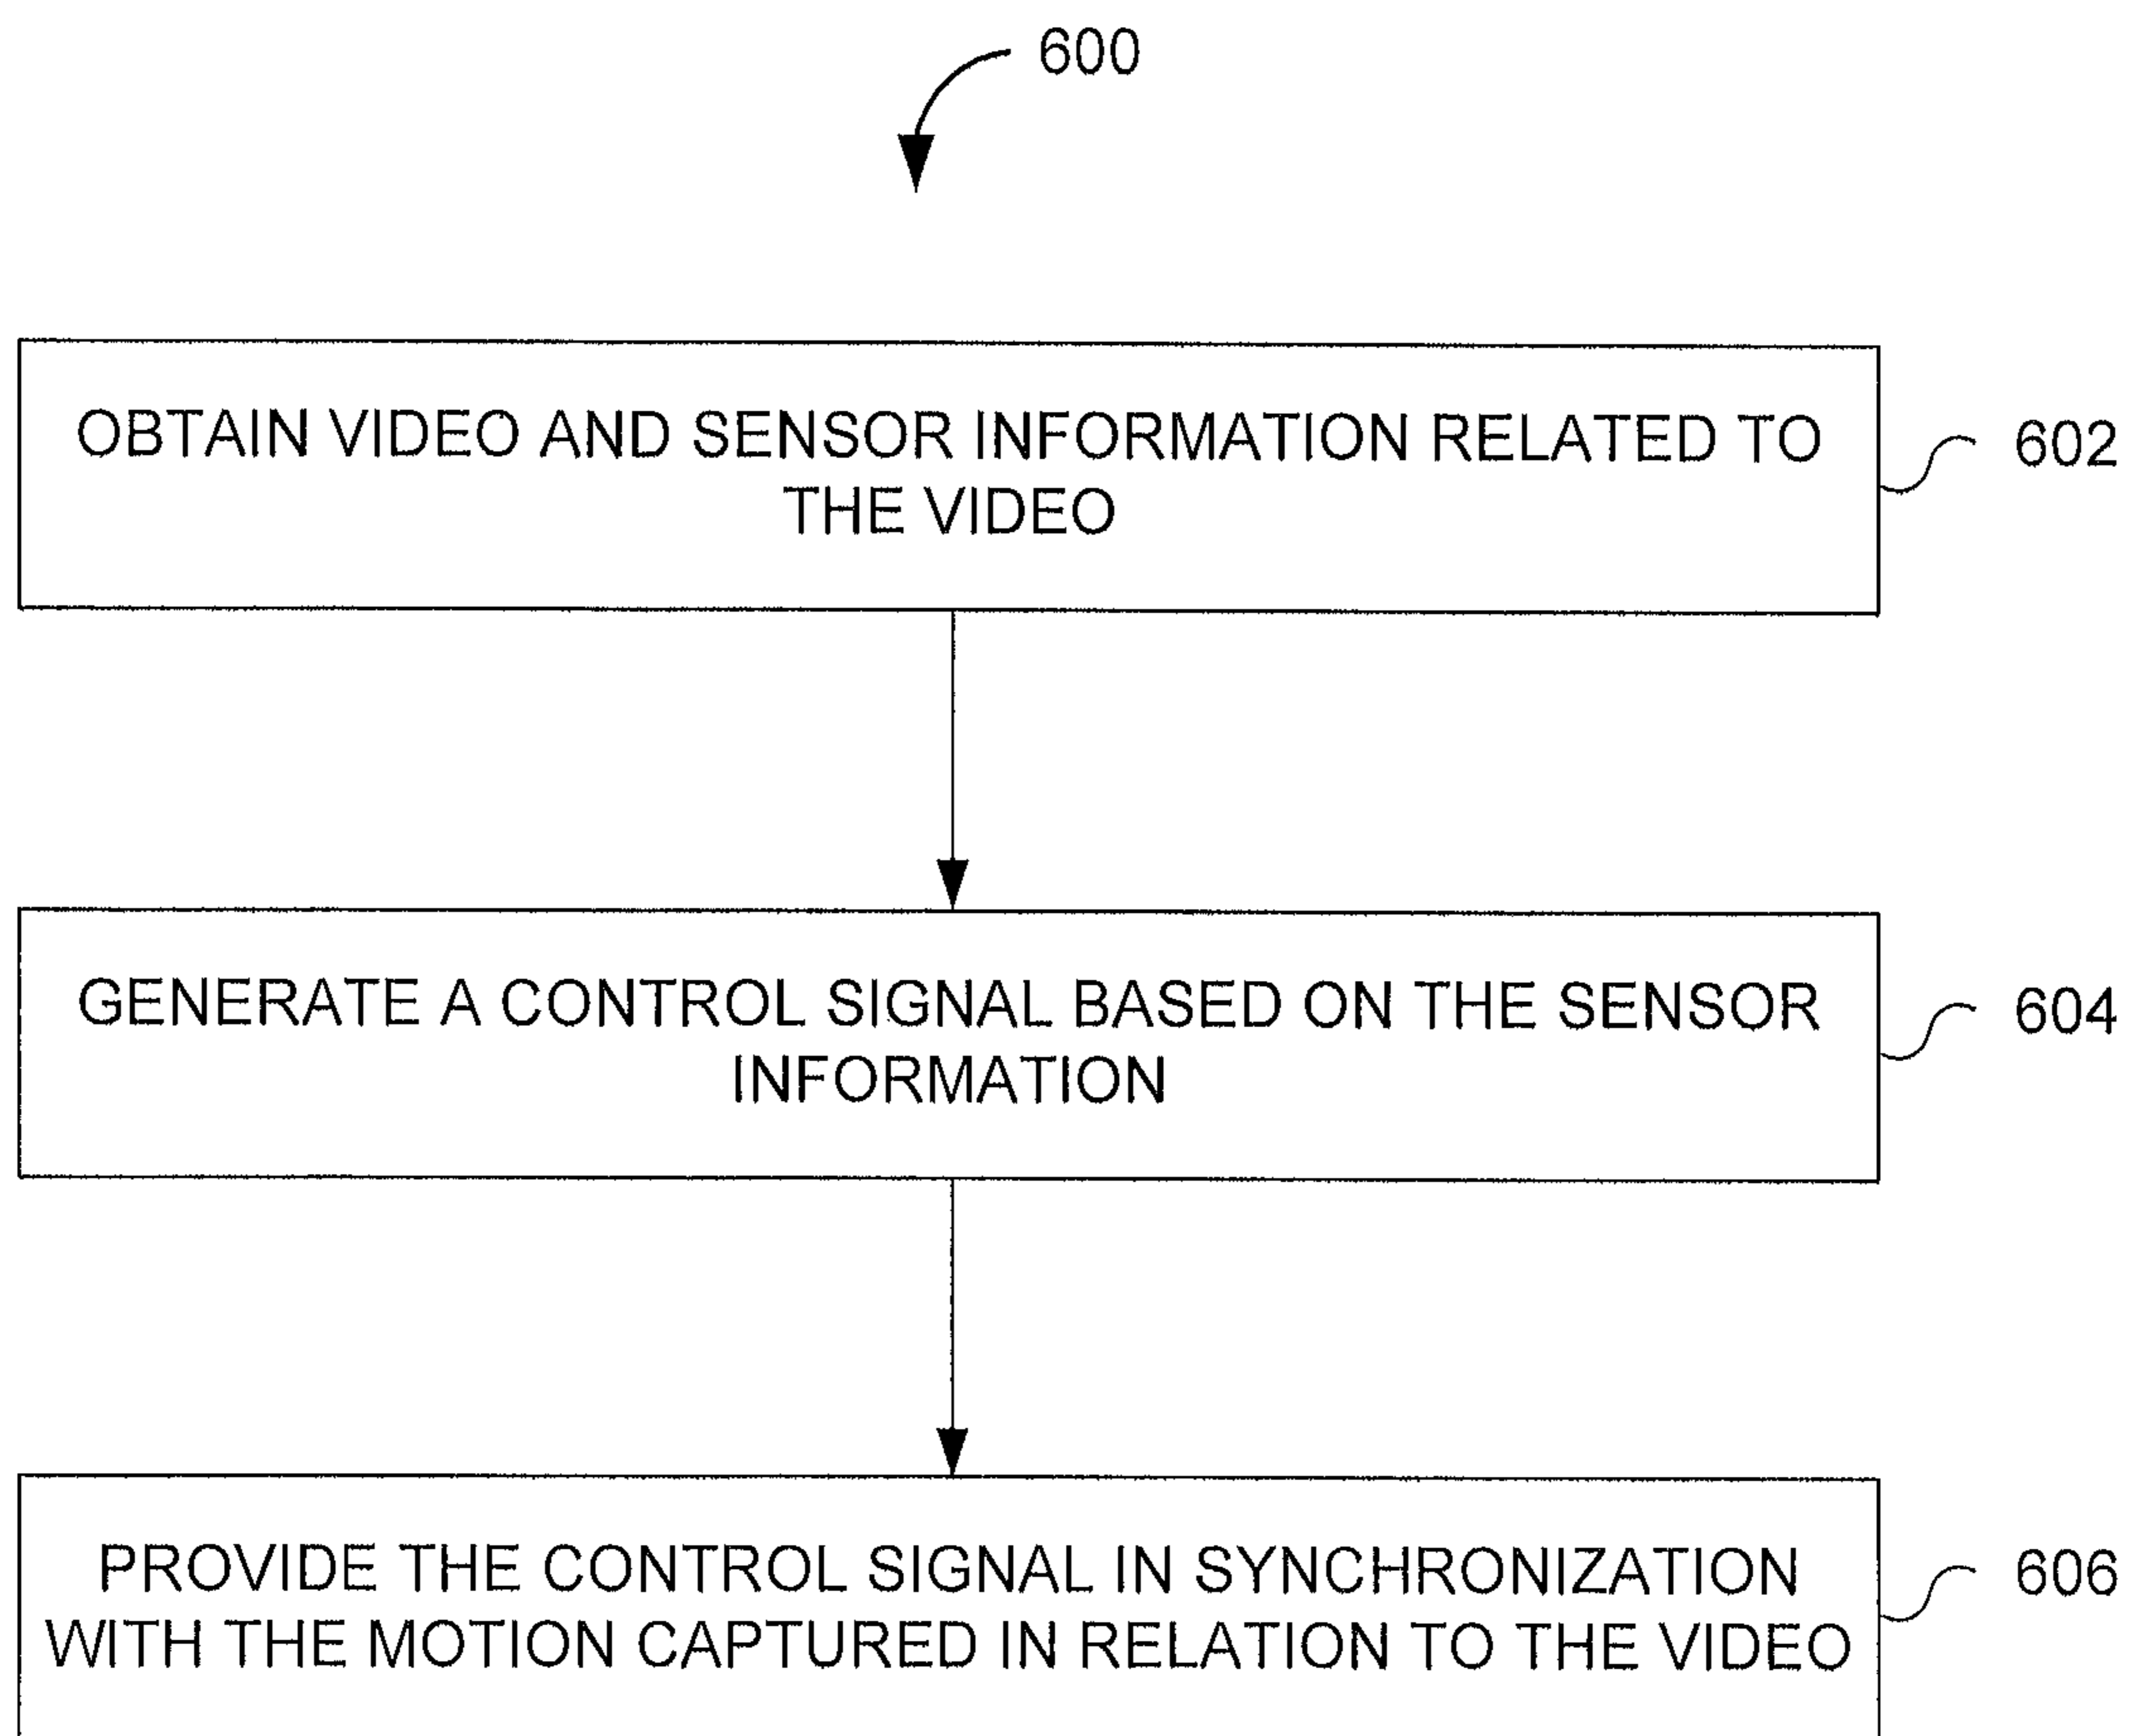 600
OBTAIN VIDEO AND SENSOR INFORMATION RELATED TO
THE VIDEO
602
GENERATE A CONTROL SIGNAL BASED ON THE SENSOR
INFORMATION
604
PROVIDE THE CONTROL SIGNAL IN SYNCHRONIZATION
WITH THE MOTION CAPTURED IN RELATION TO THE VIDEO
606